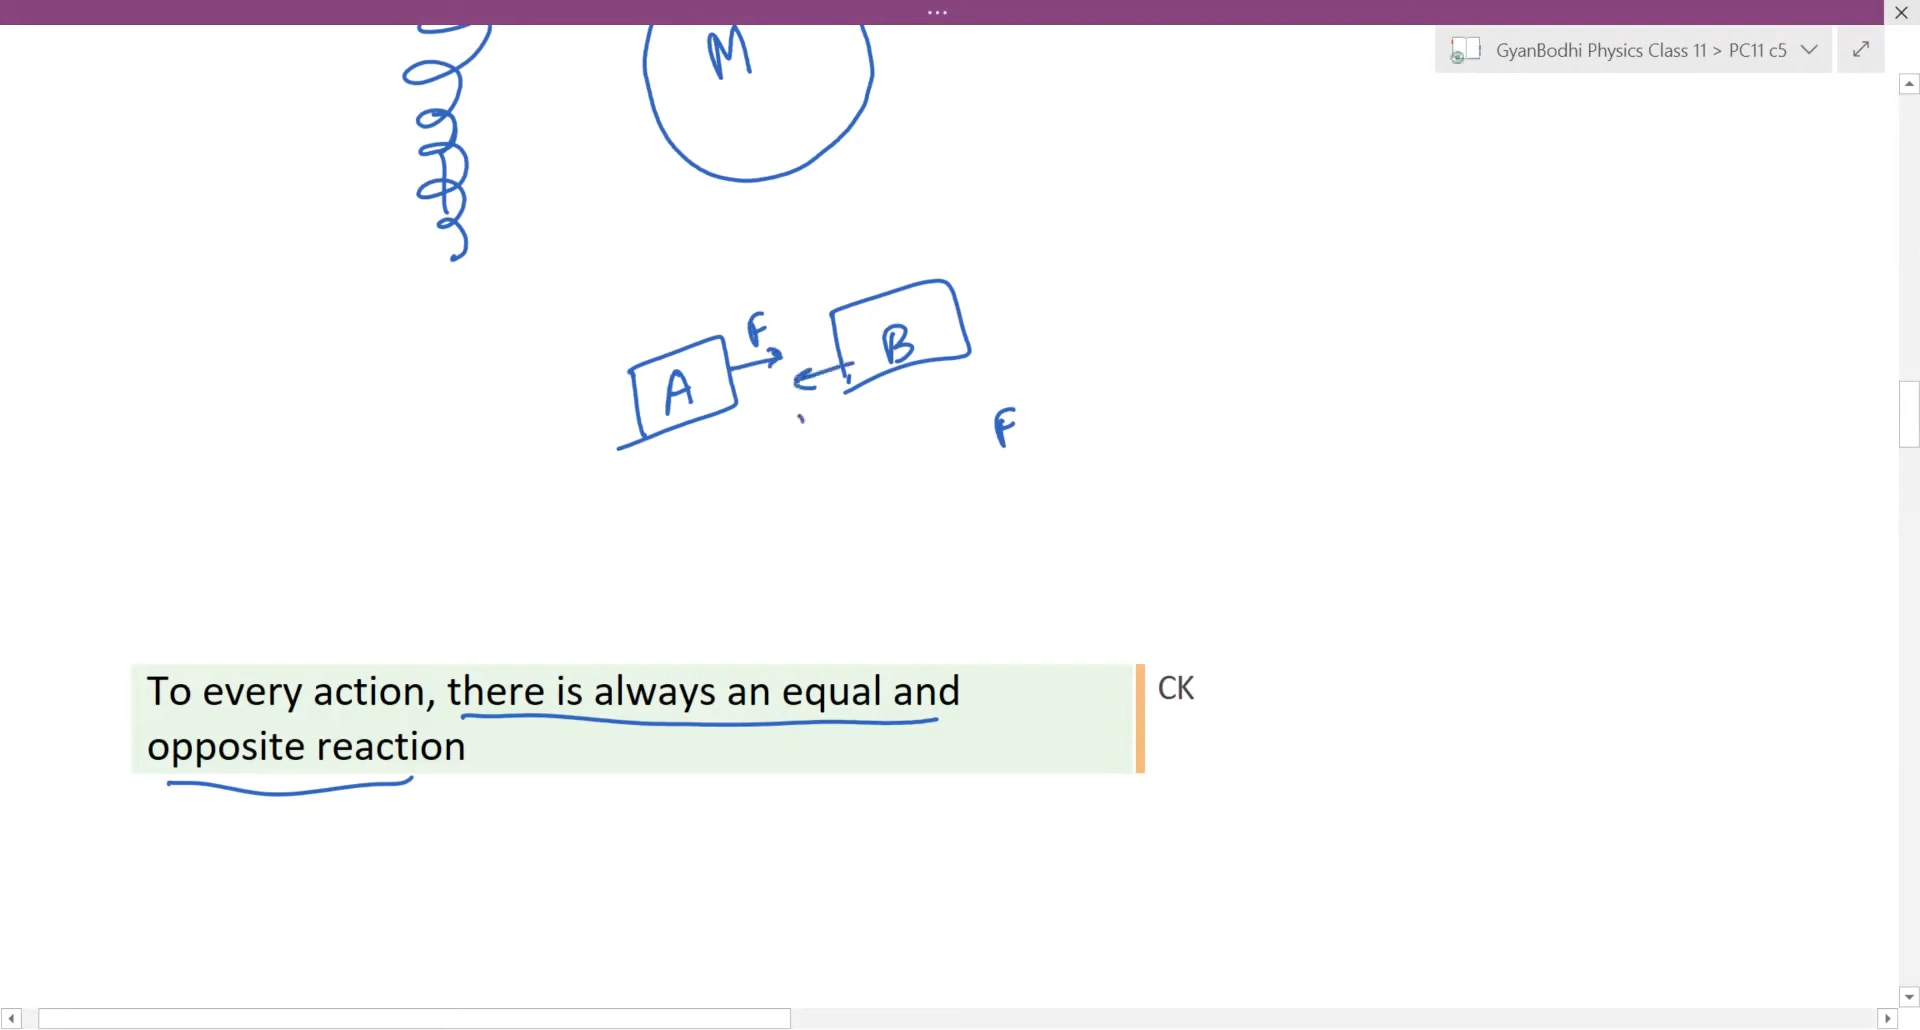 ...
GyanBodhi Physics Class 11 > PC11 c5
M
F
A
B
F
To every action, there is always an equal and
opposite reaction
CK